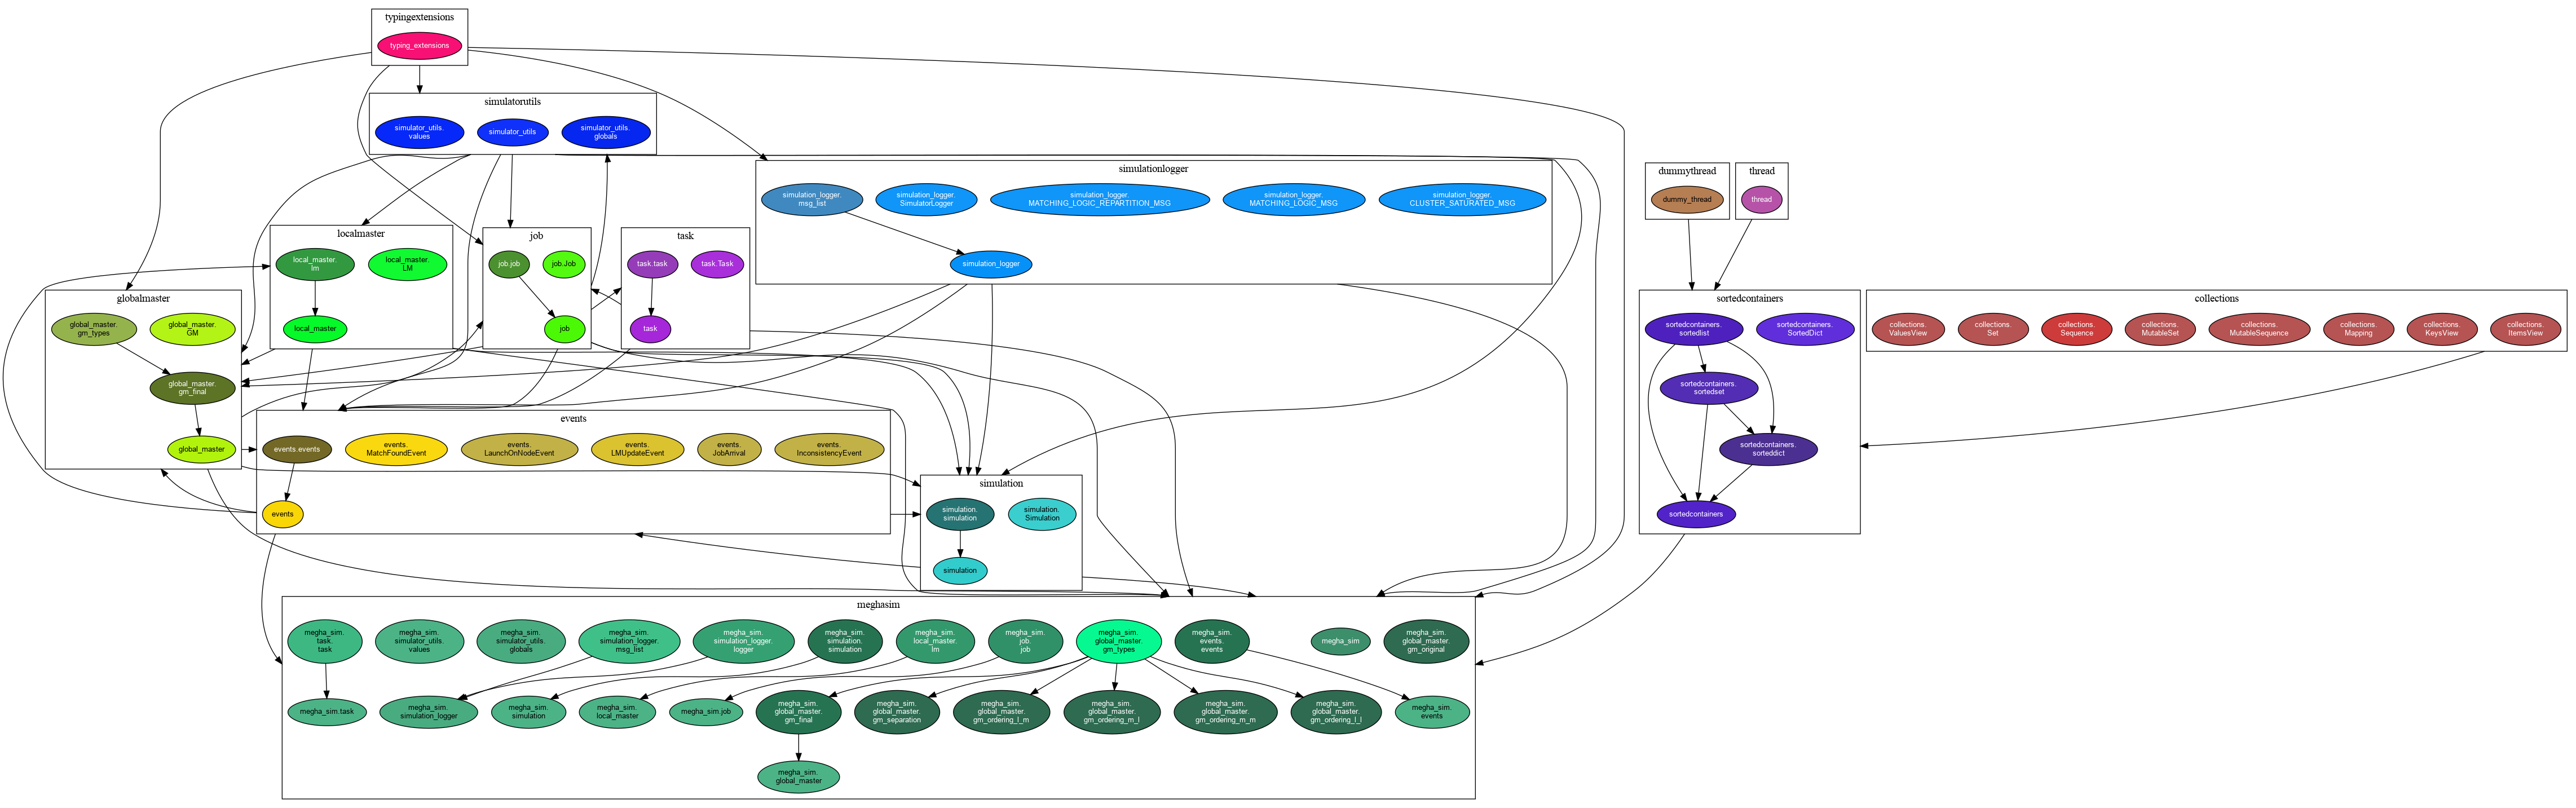 typingextensions
typing_extensions
simulatorutils
simulator_utils.
values
simulator_utils
simulator_utils.
globals
simulationlogger
simulation_logger.
msg_list
simulation_logger.
SimulatorLogger
simulation_logger.
MATCHING_LOGIC_REPARTITION_MSG
simulation_logger.
MATCHING_LOGIC_MSG
simulation_logger.
CLUSTER_SATURATED_MSG
simulation_logger
dummythread
dummy_thread
thread
thread
localmaster
local_master.
lm
local_master.
LM
local_master
job
job.job
job.Job
job
task
task.task
task.Task
task
globalmaster
global_master.
gm_types
global_master.
GM
global_master.
gm_final
global_master
sortedcontainers
sortedcontainers.
sortedlist
sortedcontainers.
SortedDict
sortedcontainers.
sortedset
sortedcontainers.
sorteddict
sortedcontainers
collections
collections.
ValuesView
collections.
Set
collections.
Sequence
collections.
MutableSet
collections.
MutableSequence
collections.
Mapping
collections.
KeysView
collections.
ItemsView
events
events.events
events.
MatchFoundEvent
events.
LaunchOnNodeEvent
events.
LMUpdateEvent
events.
JobArrival
events.
InconsistencyEvent
events
simulation
simulation.
simulation
simulation.
Simulation
simulation
meghasim
megha_sim.
task.
task
megha_sim.
simulator_utils.
values
megha_sim.
simulator_utils.
globals
megha_sim.
simulation_logger.
msg_list
megha_sim.
simulation_logger.
logger
megha_sim.
simulation.
simulation
megha_sim.
local_master.
lm
megha_sim.
job.
job
megha_sim.
global_master.
gm_types
megha_sim.
events.
events
megha_sim
megha_sim.
global_master.
gm_original
megha_sim.task
megha_sim.
simulation_logger
megha_sim.
simulation
megha_sim.
local_master
megha_sim.job
megha_sim.
global_master.
gm_final
megha_sim.
global_master.
gm_separation
megha_sim.
global_master.
gm_ordering_l_m
megha_sim.
global_master.
gm_ordering_m_l
megha_sim.
global_master.
gm_ordering_m_m
megha_sim.
global_master.
gm_ordering_l_l
megha_sim.
events
megha_sim.
global_master